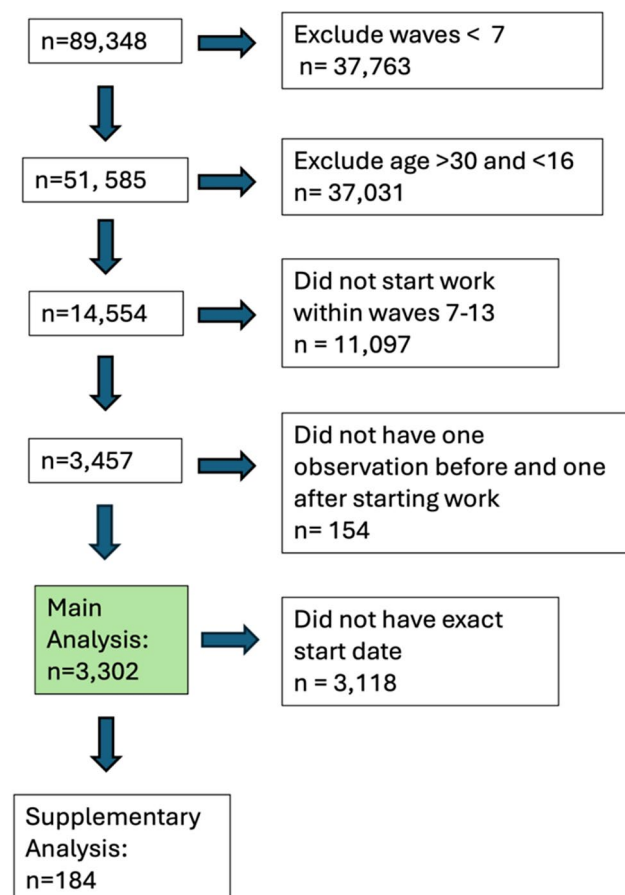 n=89,348
Exclude waves < 7
n= 37,763
n=51, 585
Exclude age >30 and <16
n= 37,031
n=14,554
Did not start work
within waves 7-13
n = 11,097
n=3,457
Did not have one
observation before and one
after starting work
n= 154
Main
Analysis:
n=3,302
Did not have exact
start date
n = 3,118
Supplementary
Analysis:
n=184